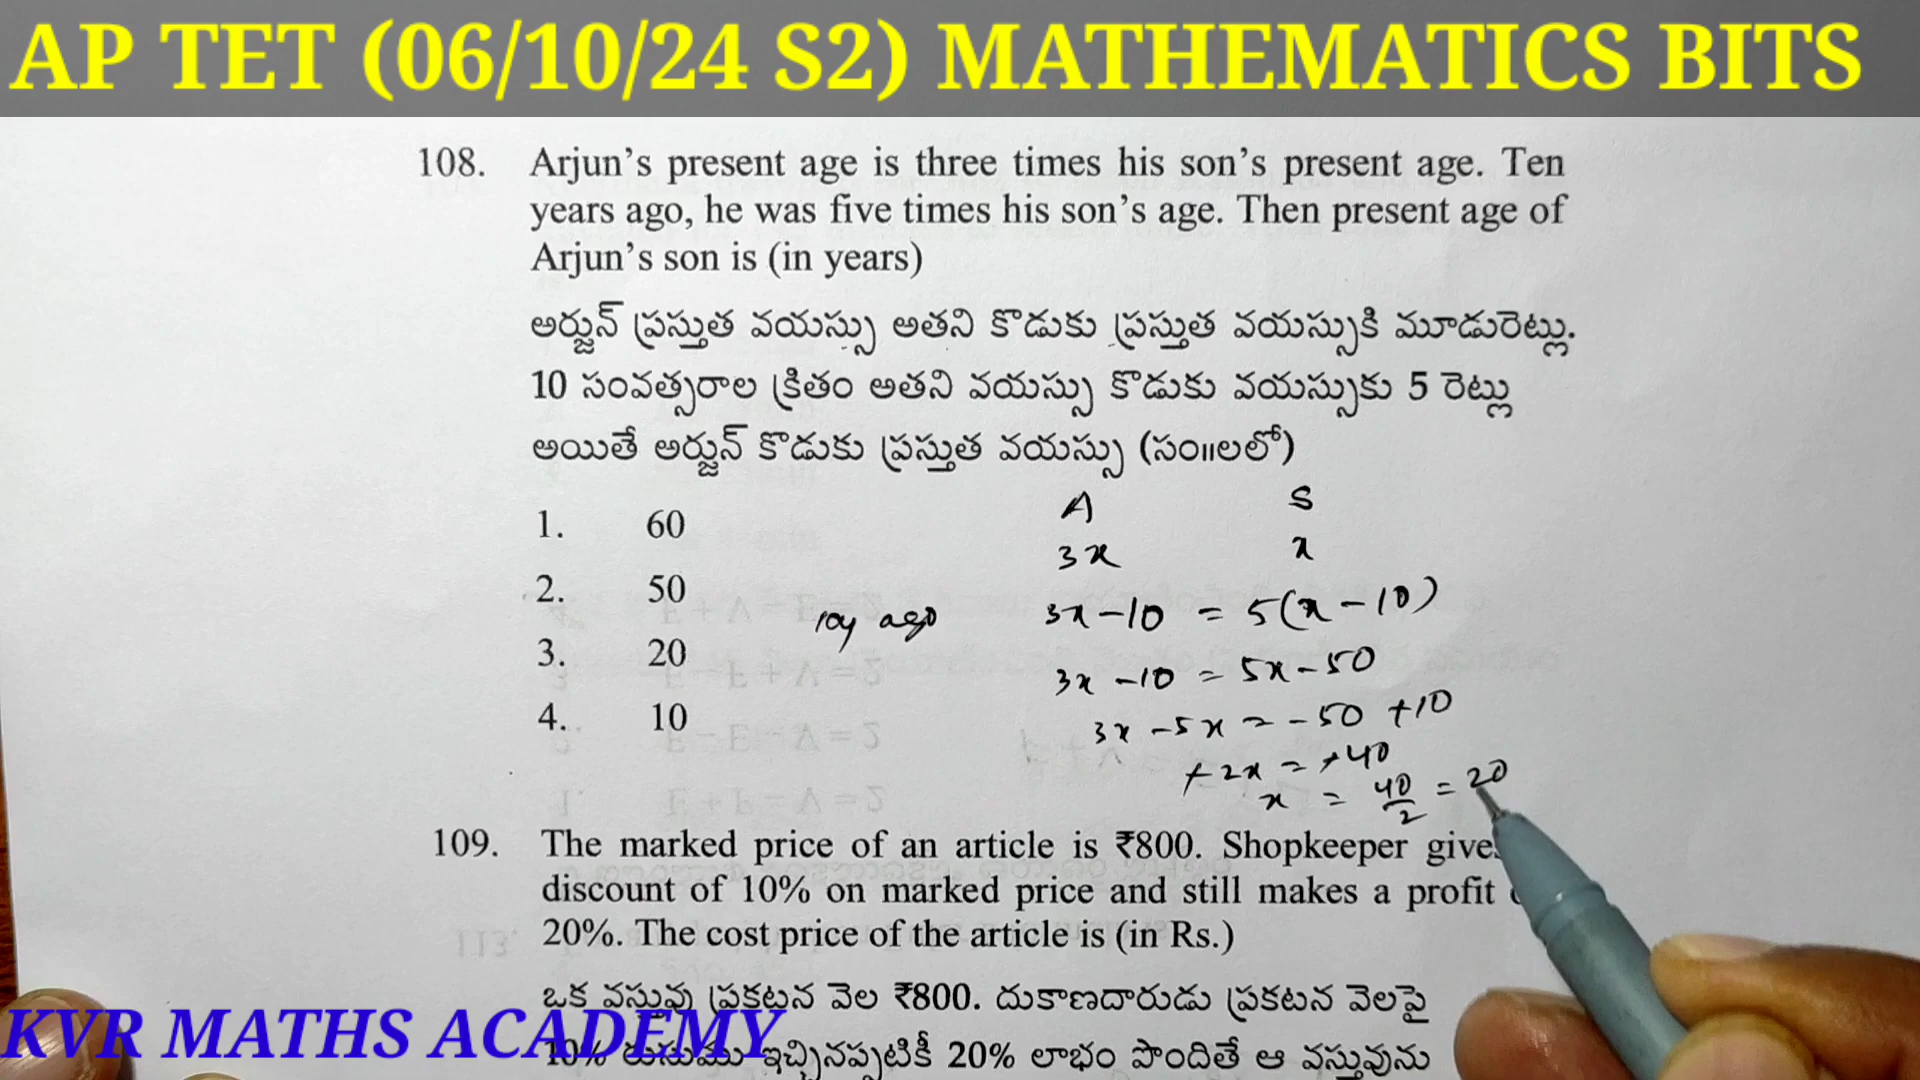 AP TET (06/10/24 S2) MATHEMATICS BITS
108. Arjun's present age is three times his son's present age. Ten
years ago, he was five times his son's age. Then present age of
Arjun's son is (in years)
అర్జున్ ప్రస్తుత వయస్సు అతని కొడుకు ప్రస్తుత వయస్సుకి మూడురెట్లు.
10 సంవత్సరాల క్రితం అతని వయస్సు కొడుకు వయస్సుకు 5 రెట్లు
అయితే అర్జున్ కొడుకు ప్రస్తుత వయస్సు (సం॥లలో)
A S
1. 60
3x x
2. 50
10y ago 3x-10 = 5(x-10)
3. 20
3x-10 = 5x-50
4. 10
3x-5x = -50 +10
+2x = +40
x = 40/2 = 20
109. The marked price of an article is ₹800. Shopkeeper gives
discount of 10% on marked price and still makes a profit
20%. The cost price of the article is (in Rs.)
ఒక వస్తువు ప్రకటన వెల ₹800. దుకాణదారుడు ప్రకటన వెలపై
KVR MATHS ACADEMY
10% ఇచ్చినప్పటికీ 20% లాభం పొందితే ఆ వస్తువును